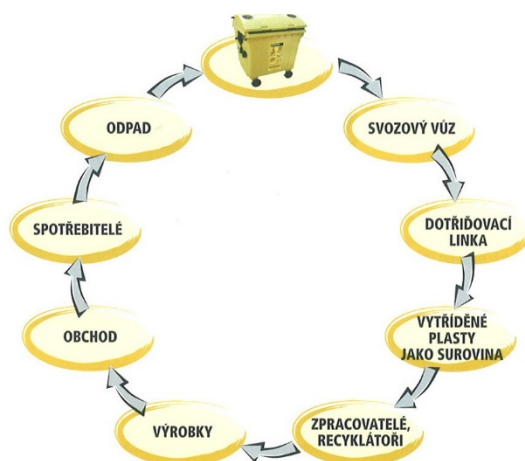 SVOZOVÝ VŮZ
DOTŘIĎOVACÍ
LINKA
VYTŘÍDĚNÉ
PLASTY
JAKO SUROVINA
ZPRACOVATELÉ,
RECYKLÁTOŘI
VÝROBKY
OBCHOD
SPOTŘEBITELÉ
ODPAD